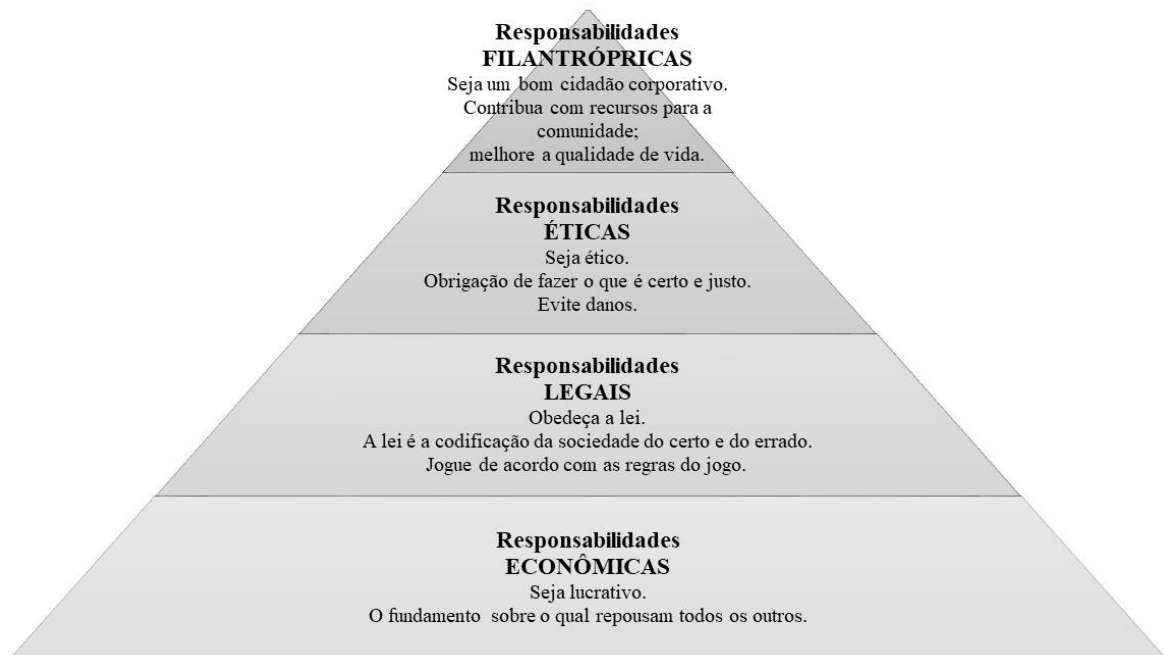 Responsabilidades
FILANTRÓPRICAS
Seja um bom cidadão corporativo.
Contribua com recursos para a
comunidade;
melhore a qualidade de vida.
Responsabilidades
ÉTICAS
Seja ético.
Obrigação de fazer o que é certo e justo.
Evite danos.
Responsabilidades
LEGAIS
Obedeça a lei.
A lei é a codificação da sociedade do certo e do errado.
Jogue de acordo com as regras do jogo.
Responsabilidades
ECONÔMICAS
Seja lucrativo.
O fundamento sobre o qual repousam todos os outros.